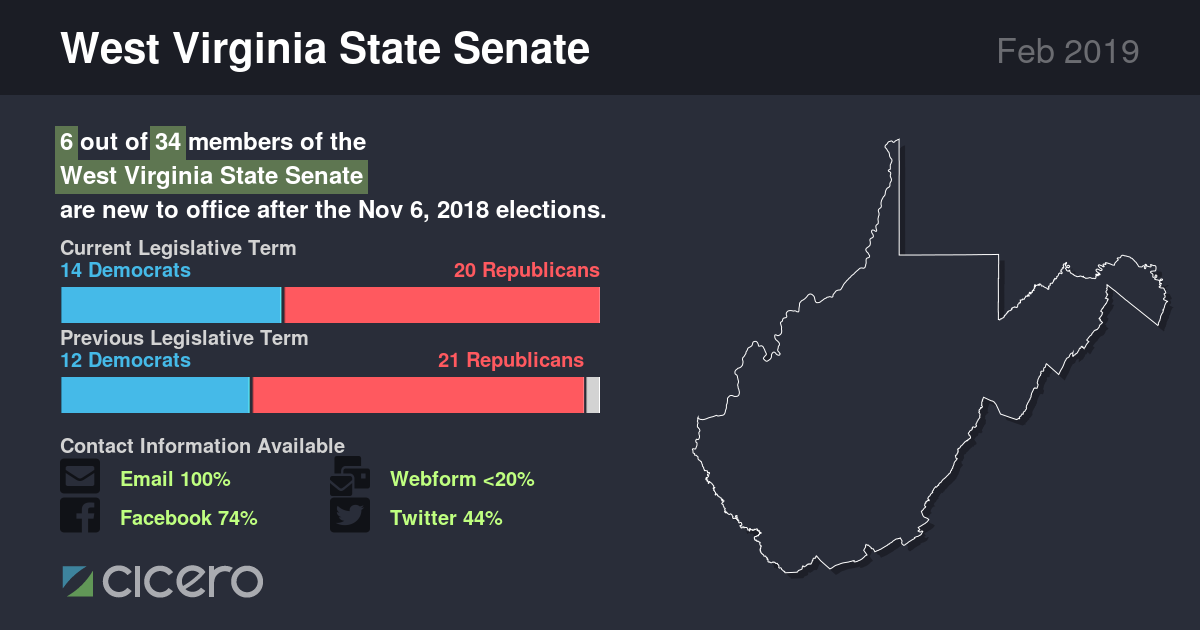 West Virginia State Senate
Feb 2019
6 out of 34 members of the
West Virginia State Senate
are new to office after the Nov 6, 2018 elections.
Current Legislative Term
14 Democrats 20 Republicans
Previous Legislative Term
12 Democrats 21 Republicans
Contact Information Available
Email 100% Webform <20%
Facebook 74% Twitter 44%
cicero